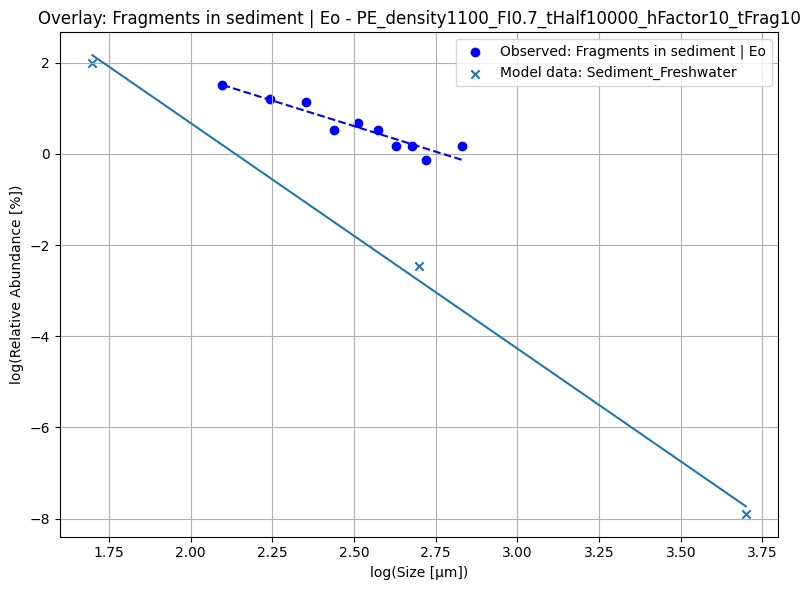 Overlay: Fragments in sediment | Eo - PE_density1100_FI0.7_tHalf10000_hFactor10_tFrag10
Observed: Fragments in sediment | Eo
Model data: Sediment_Freshwater
log(Relative Abundance [%])
2
0
−2
−4
−6
−8
1.75 2.00 2.25 2.50 2.75 3.00 3.25 3.50 3.75
log(Size [µm])